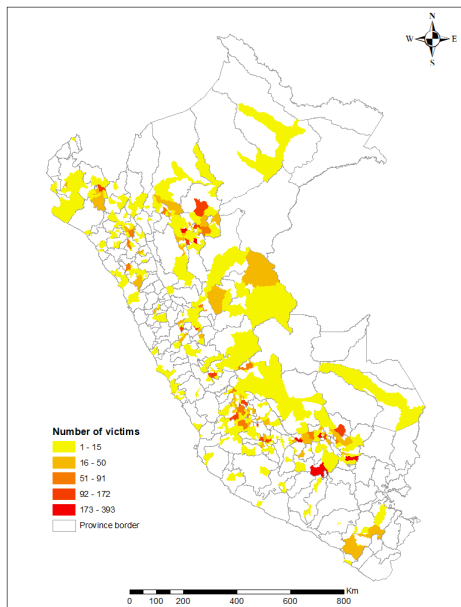 N
W E
S
Number of victims
1 - 15
16 - 50
51 - 91
92 - 172
173 - 393
Province border
Km
0 100 200 400 600 800